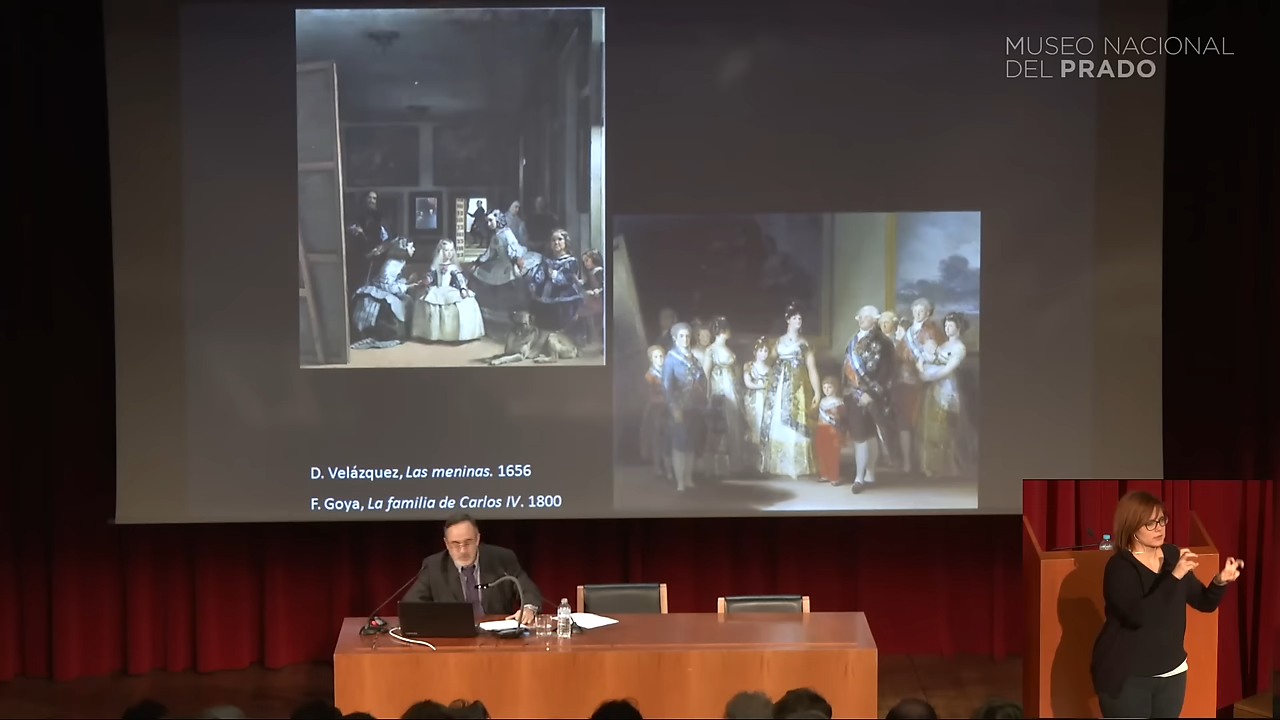 MUSEO NACIONAL
DEL PRADO
D. Velázquez, Las meninas. 1656
F. Goya, La familia de Carlos IV. 1800